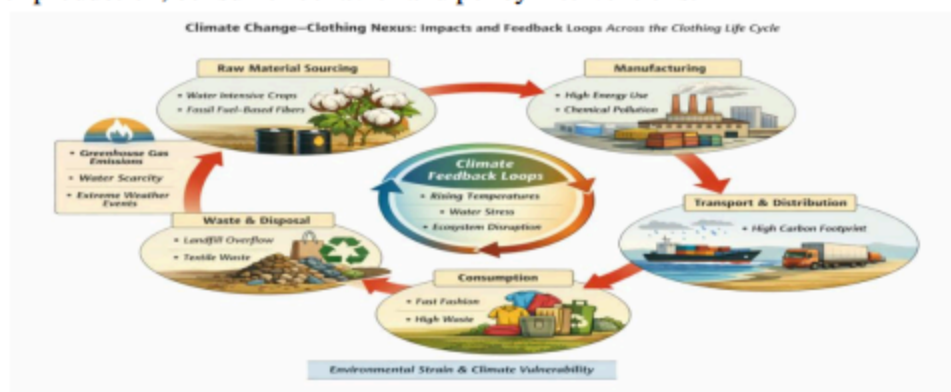 Climate Change—Clothing Nexus: Impacts and Feedback Loops Across the Clothing Life Cycle
Raw Material Sourcing
• Water Intensive Crops
• Fossil Fuel-Based Fibers
Manufacturing
• High Energy Use
• Chemical Pollution
• Greenhouse Gas
Emissions
• Water Scarcity
• Extreme Weather
Events
Climate
Feedback Loops
• Rising Temperatures
• Water Stress
• Ecosystem Disruption
Transport & Distribution
• High Carbon Footprint
Waste & Disposal
• Landfill Overflow
• Textile Waste
Consumption
• Fast Fashion
• High Waste
Environmental Strain & Climate Vulnerability